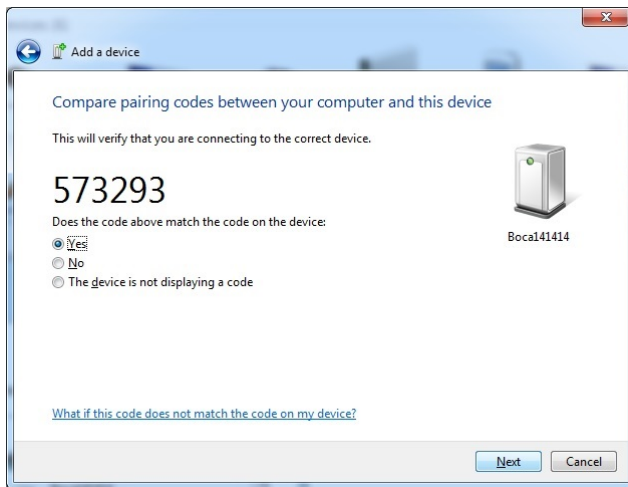 Add a device
Compare pairing codes between your computer and this device
This will verify that you are connecting to the correct device.
573293
Does the code above match the code on the device:
Yes
No
The device is not displaying a code
Boca141414
What if this code does not match the code on my device?
Next
Cancel